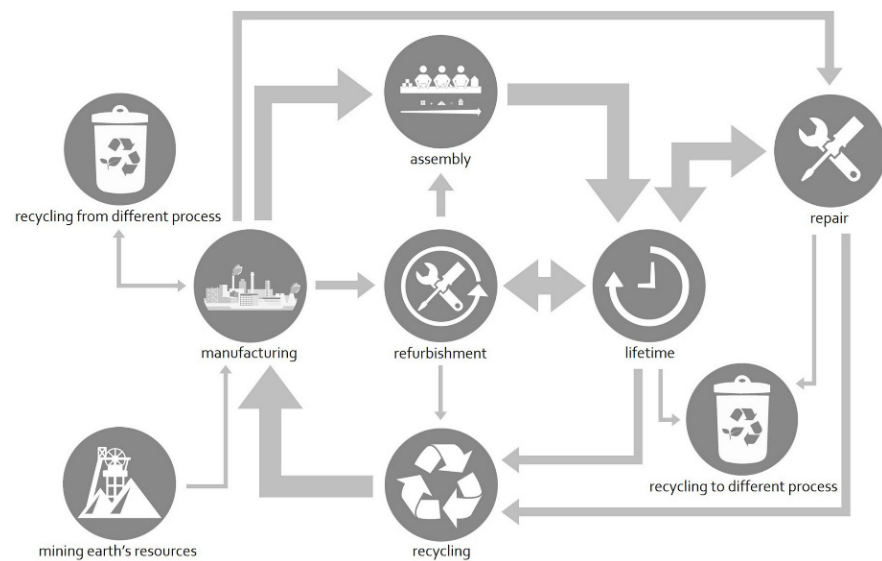 assembly
recycling from different process
repair
manufacturing
refurbishment
lifetime
mining earth's resources
recycling
recycling to different process